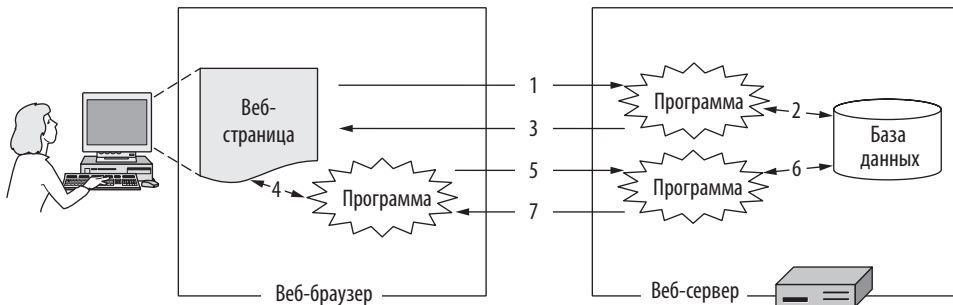 Веб-
страница
1
Программа
2
3
База
данных
4
Программа
5
Программа
6
7
Веб-браузер
Веб-сервер